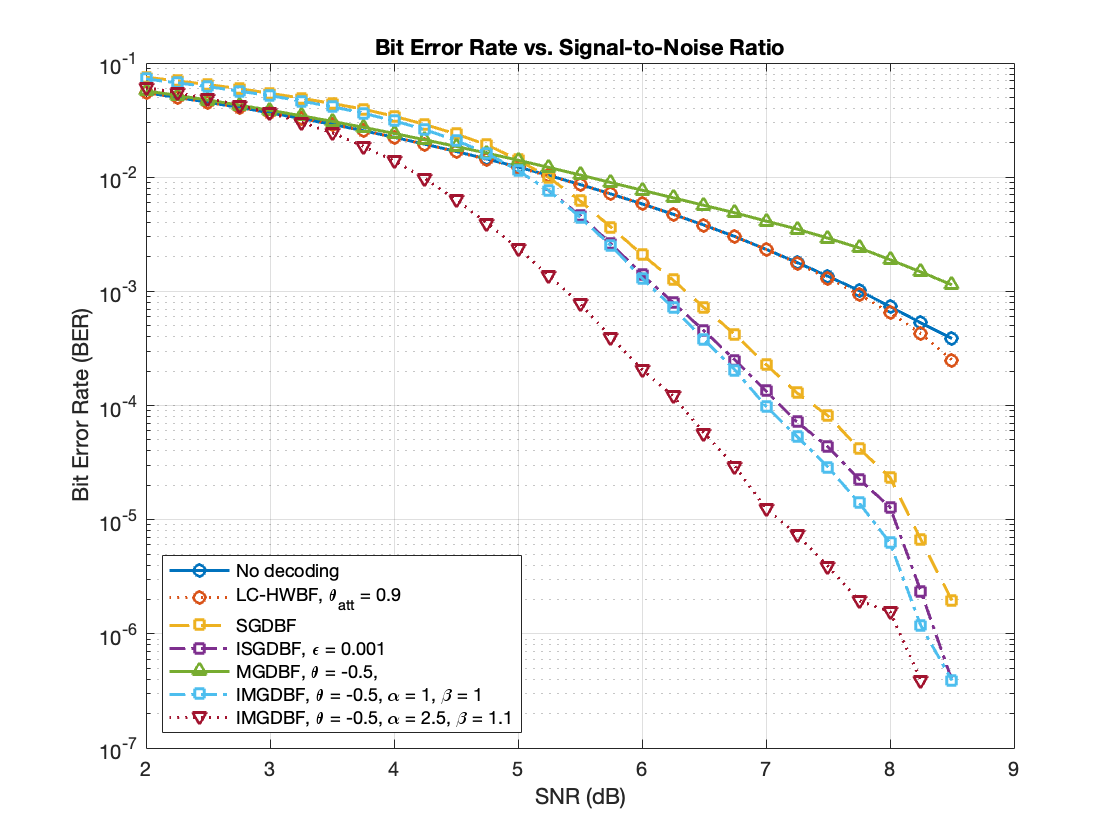 Bit Error Rate vs. Signal-to-Noise Ratio
10^-1
10^-2
10^-3
10^-4
10^-5
10^-6
10^-7
Bit Error Rate (BER)
No decoding
LC-HWBF, θ_att = 0.9
SGDBF
ISGDBF, ϵ = 0.001
MGDBF, θ = -0.5,
IMGDBF, θ = -0.5, α = 1, β = 1
IMGDBF, θ = -0.5, α = 2.5, β = 1.1
2 3 4 5 6 7 8 9
SNR (dB)